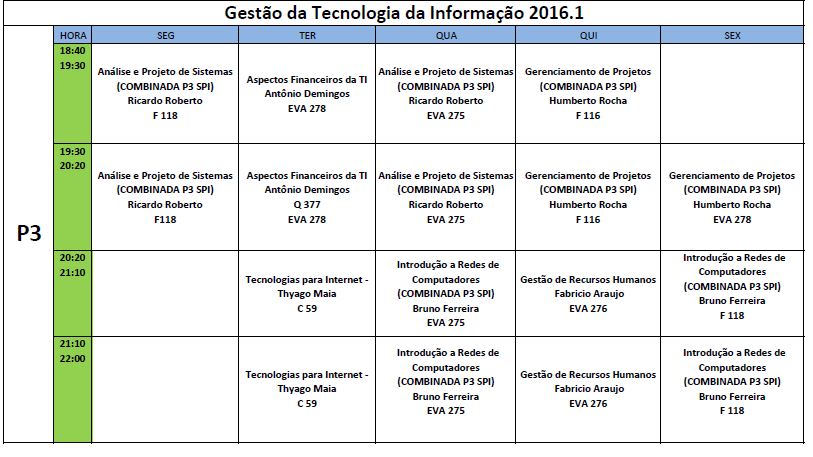 Gestão da Tecnologia da Informação 2016.1
HORA SEG TER QUA QUI SEX
P3
18:40
19:30
Análise e Projeto de Sistemas
(COMBINADA P3 SPI)
Ricardo Roberto
F 118
Aspectos Financeiros da TI
Antônio Demingos
EVA 278
Análise e Projeto de Sistemas
(COMBINADA P3 SPI)
Ricardo Roberto
EVA 275
Gerenciamento de Projetos
(COMBINADA P3 SPI)
Humberto Rocha
F 116
19:30
20:20
Análise e Projeto de Sistemas
(COMBINADA P3 SPI)
Ricardo Roberto
F118
Aspectos Financeiros da TI
Antônio Demingos
Q 377
EVA 278
Análise e Projeto de Sistemas
(COMBINADA P3 SPI)
Ricardo Roberto
EVA 275
Gerenciamento de Projetos
(COMBINADA P3 SPI)
Humberto Rocha
F 116
Gerenciamento de Projetos
(COMBINADA P3 SPI)
Humberto Rocha
EVA 278
20:20
21:10
Tecnologias para Internet -
Thyago Maia
C 59
Introdução a Redes de
Computadores
(COMBINADA P3 SPI)
Bruno Ferreira
EVA 275
Gestão de Recursos Humanos
Fabricio Araujo
EVA 276
Introdução a Redes de
Computadores
(COMBINADA P3 SPI)
Bruno Ferreira
F 118
21:10
22:00
Tecnologias para Internet -
Thyago Maia
C 59
Introdução a Redes de
Computadores
(COMBINADA P3 SPI)
Bruno Ferreira
EVA 275
Gestão de Recursos Humanos
Fabricio Araujo
EVA 276
Introdução a Redes de
Computadores
(COMBINADA P3 SPI)
Bruno Ferreira
F 118